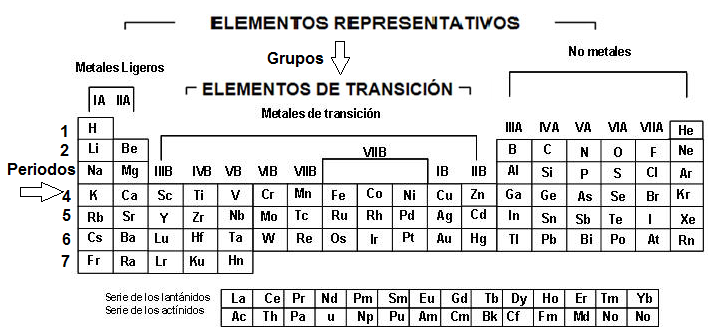 ELEMENTOS REPRESENTATIVOS
Grupos
No metales
Metales Ligeros
ELEMENTOS DE TRANSICIÓN
IA IIA
Metales de transición
IIIA IVA VA VIA VIIA
1 H He
2 Li Be B C N O F Ne
VIIB
Periodos Na Mg IIIB IVB VB VIB VIIB IB IIB Al Si P S Cl Ar
4 K Ca Sc Ti V Cr Mn Fe Co Ni Cu Zn Ga Ge As Se Br Kr
5 Rb Sr Y Zr Nb Mo Tc Ru Rh Pd Ag Cd In Sn Sb Te I Xe
6 Cs Ba Lu Hf Ta W Re Os Ir Pt Au Hg Tl Pb Bi Po At Rn
7 Fr Ra Lr Ku Hn
Serie de los lantánidos La Ce Pr Nd Pm Sm Eu Gd Tb Dy Ho Er Tm Yb
Serie de los actínidos Ac Th Pa u Np Pu Am Cm Bk Cf Fm Md No No